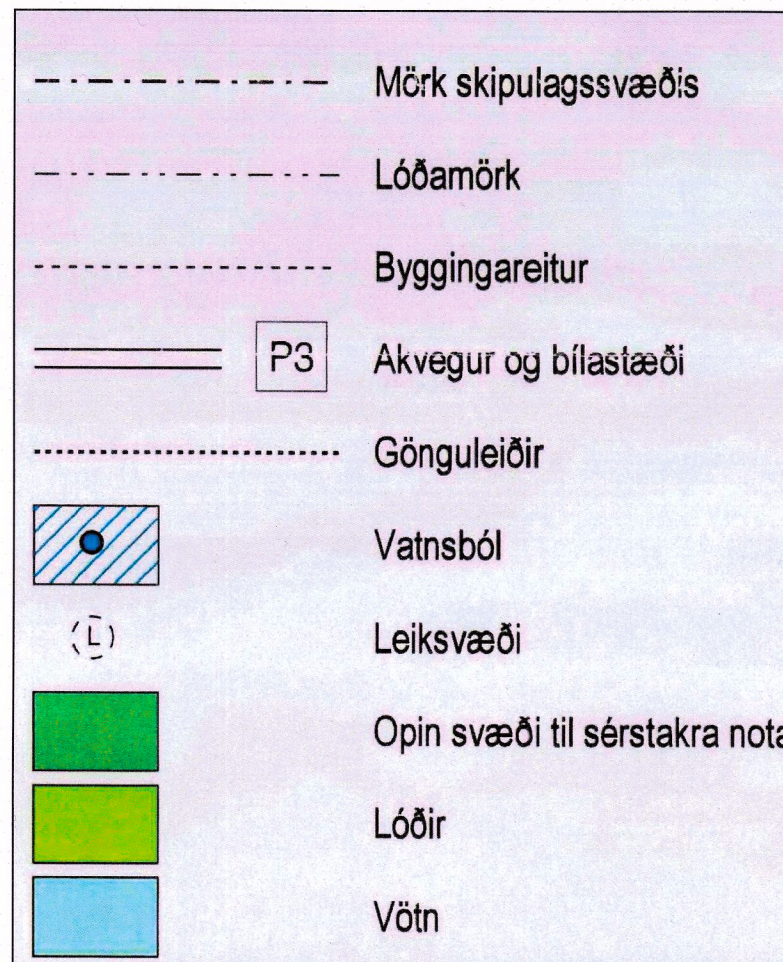 Mörk skipulagssvæðis
Lóðamörk
Byggingareitur
P3 Akvegur og bílastæði
Gönguleiðir
Vatnsból
L Leiksvæði
Opin svæði til sérstakra nota
Lóðir
Vötn